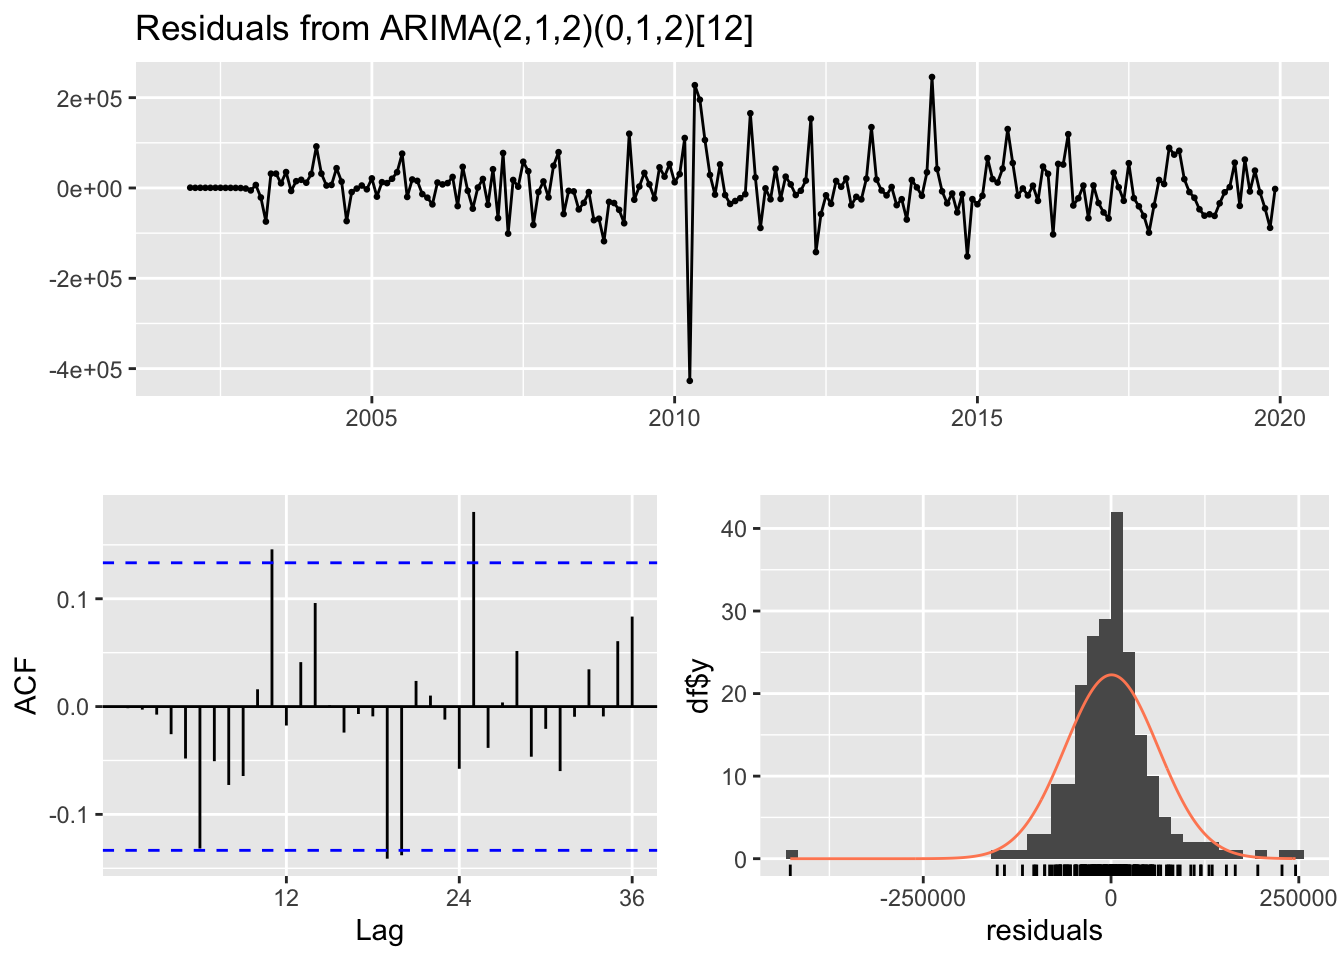 Residuals from ARIMA(2,1,2)(0,1,2)[12]
2e+05
0e+00
-2e+05
-4e+05
2005 2010 2015 2020
ACF
0.1
0.0
-0.1
12 24 36
Lag
df$y
40
30
20
10
0
-250000 0 250000
residuals